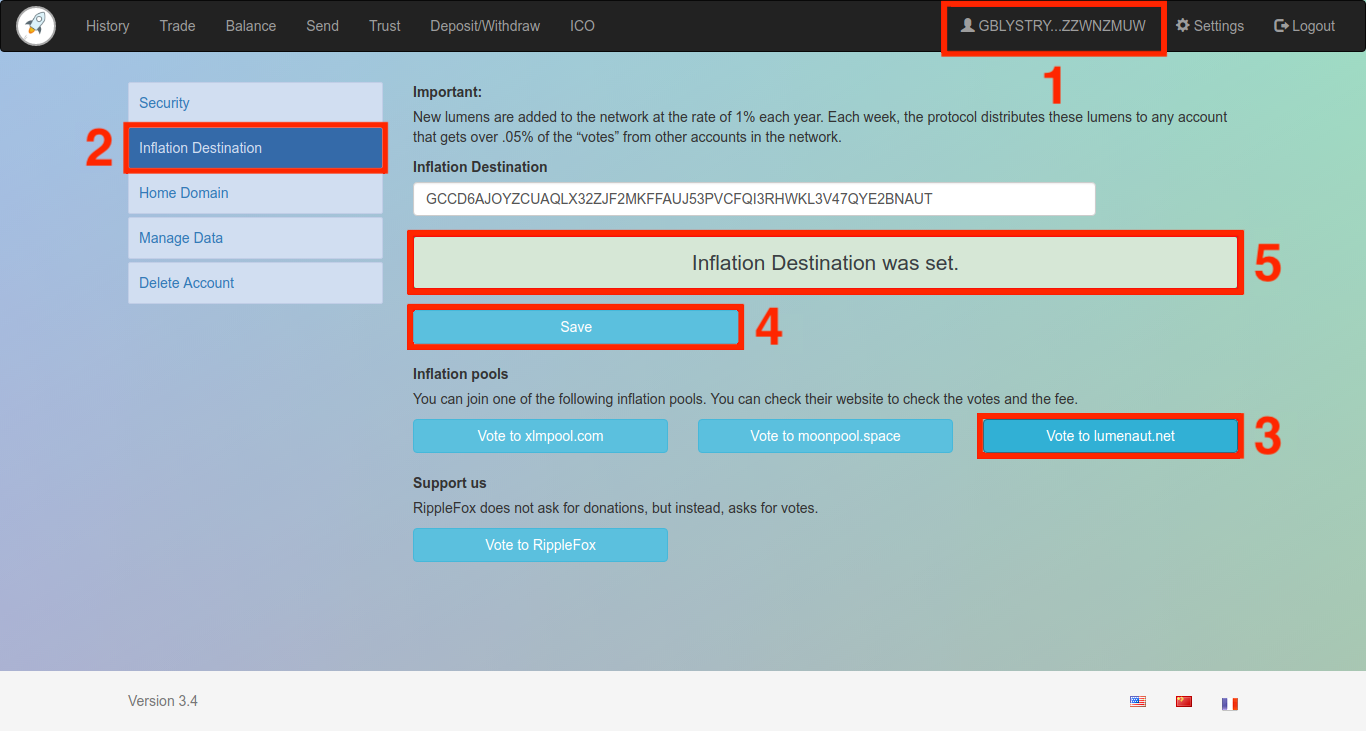 History Trade Balance Send Trust Deposit/Withdraw ICO GBLYSTRY...ZZWNZMUW Settings Logout
1
Security
2 Inflation Destination
Home Domain
Manage Data
Delete Account
Important:
New lumens are added to the network at the rate of 1% each year. Each week, the protocol distributes these lumens to any account
that gets over .05% of the “votes” from other accounts in the network.
Inflation Destination
GCCD6AJOYZCUAQLX32ZJF2MKFFAUJ53PVCFQI3RHWKL3V47QYE2BNAUT
Inflation Destination was set. 5
Save 4
Inflation pools
You can join one of the following inflation pools. You can check their website to check the votes and the fee.
Vote to xlmpool.com Vote to moonpool.space Vote to lumenaut.net 3
Support us
RippleFox does not ask for donations, but instead, asks for votes.
Vote to RippleFox
Version 3.4